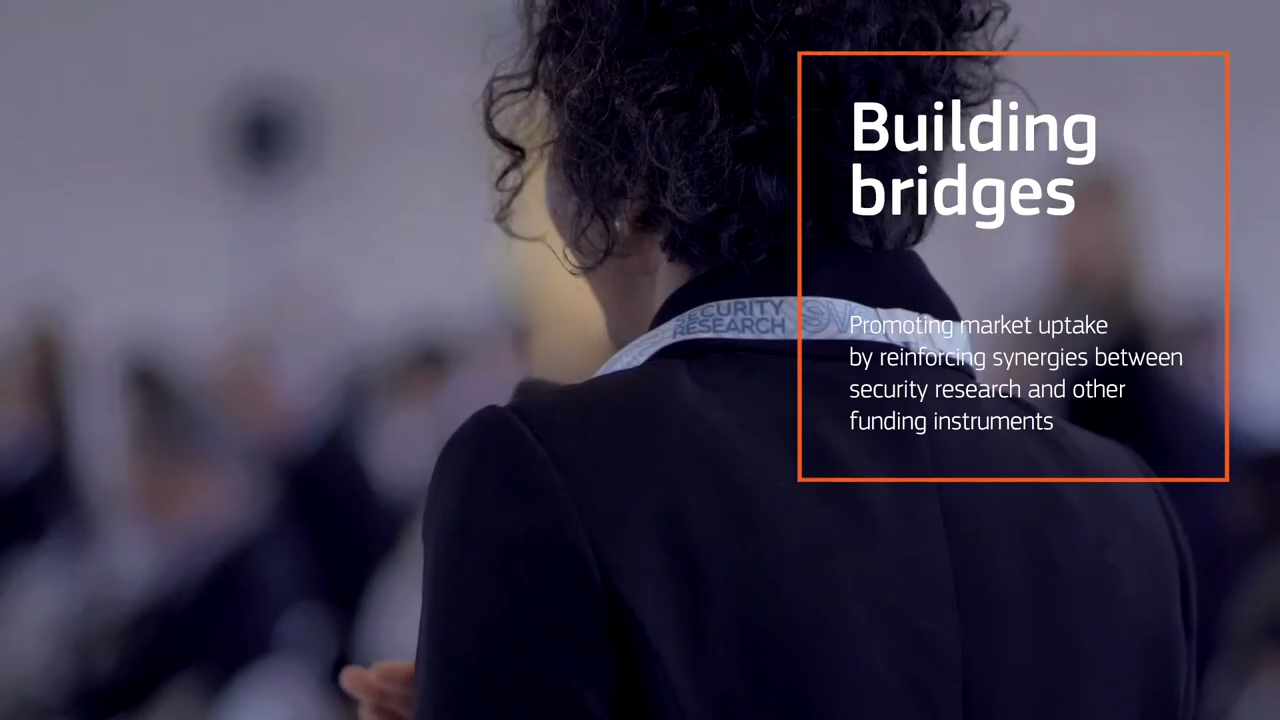 Building
bridges
Promoting market uptake
by reinforcing synergies between
security research and other
funding instruments
SECURITY
RESEARCH